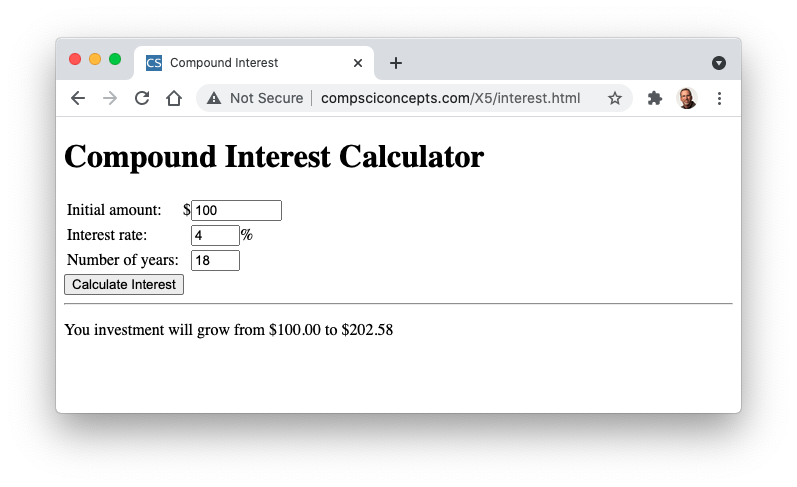 CS Compound Interest
Not Secure compsciconcepts.com/X5/interest.html
Compound Interest Calculator
Initial amount: $100
Interest rate: 4%
Number of years: 18
Calculate Interest
You investment will grow from $100.00 to $202.58